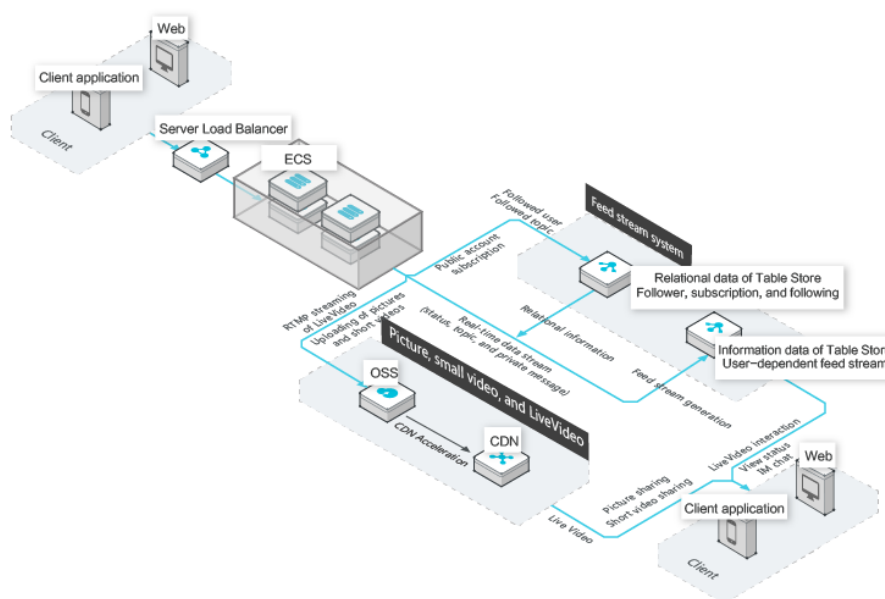 Web
Client application
Client
Server Load Balancer
ECS
Followed user
Followed topic
Public account
subscription
Feed stream system
Relational data of Table Store
Follower, subscription, and following
RTMP streaming
of LiveVideo
Uploading of pictures
and short videos
Real-time data stream
(status, topic, and private message)
Relational information
Information data of Table Store
User-dependent feed stream
Feed stream generation
Picture, small video, and LiveVideo
OSS
CDN Acceleration
CDN
LiveVideo interaction
View status
IM chat
Picture sharing
Short video sharing
Live Video
Web
Client application
Client